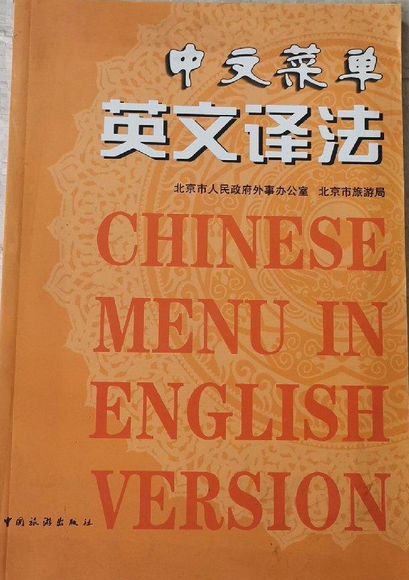 中文菜单
英文译法
北京市人民政府外事办公室 北京市旅游局
CHINESE
MENU IN
ENGLISH
VERSION
中国旅游出版社